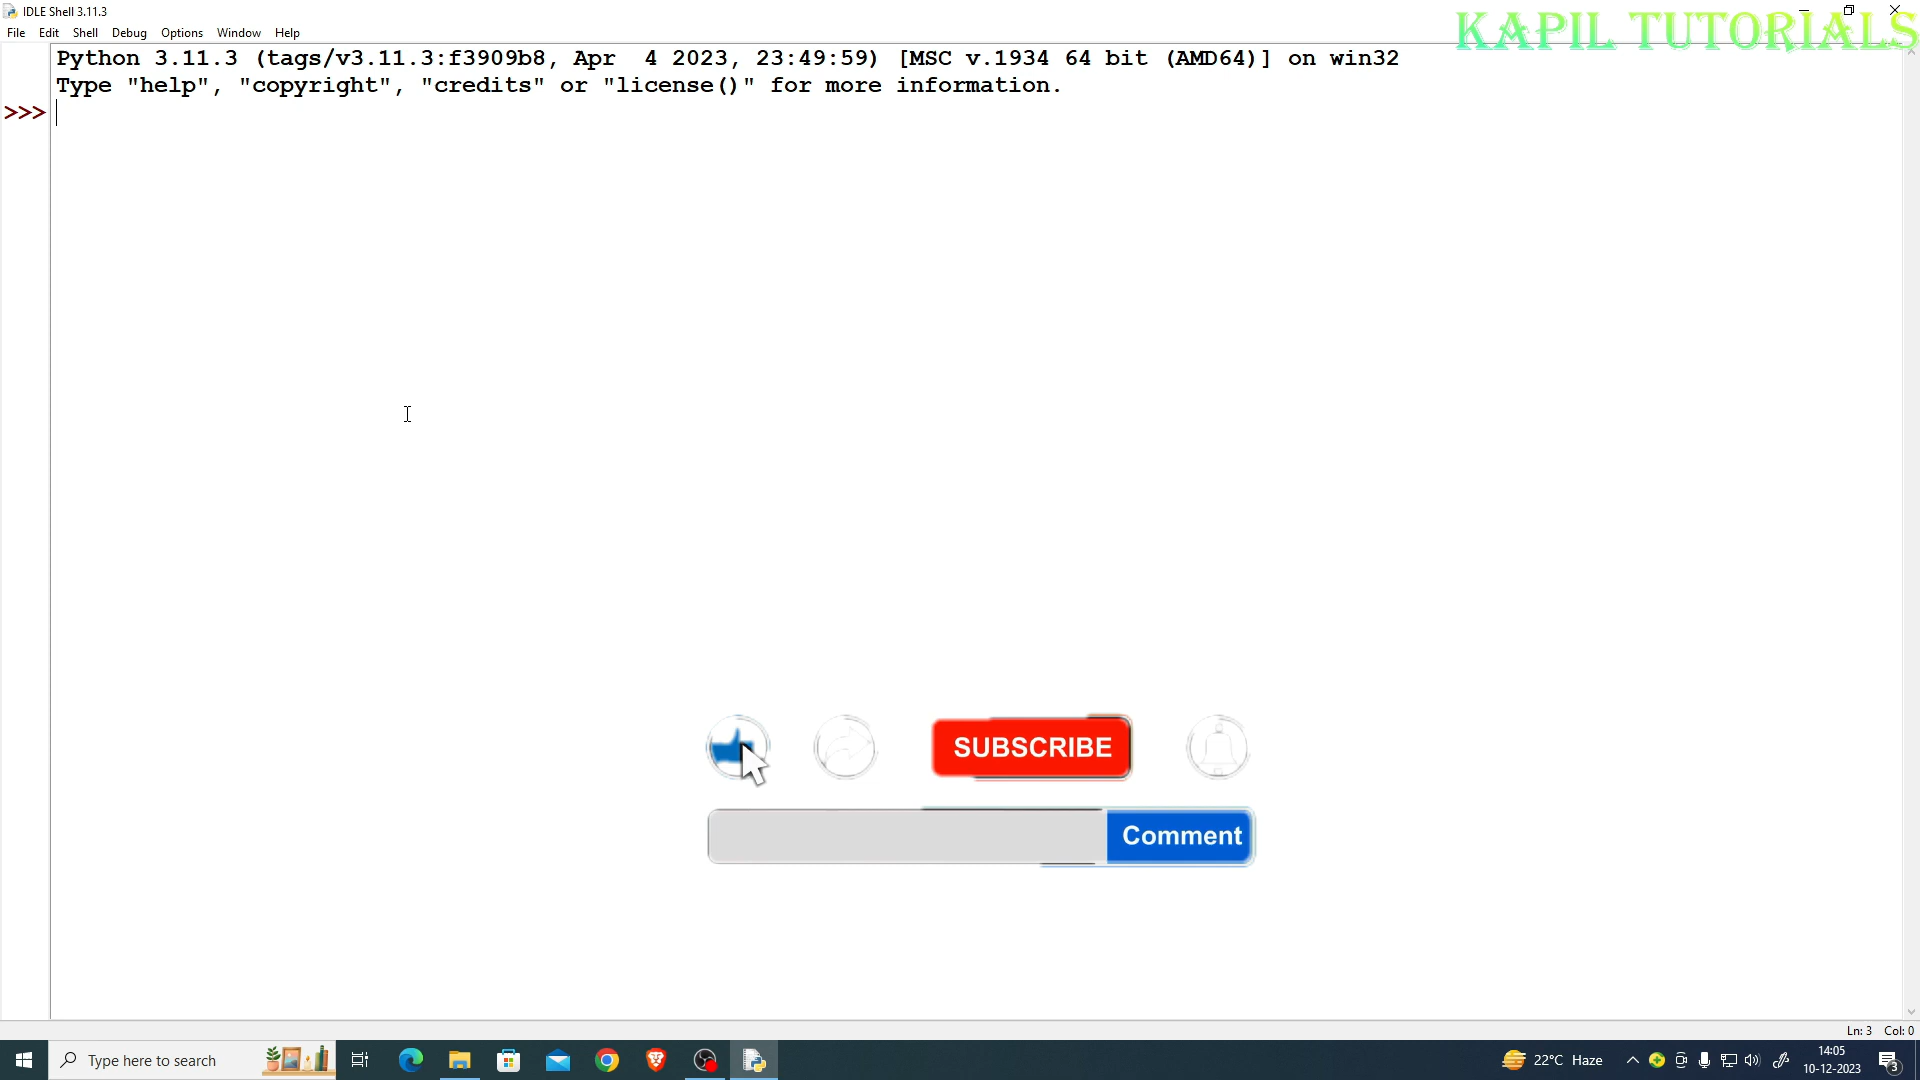 IDLE Shell 3.11.3
KAPIL TUTORIALS
File Edit Shell Debug Options Window Help
Python 3.11.3 (tags/v3.11.3:f3909b8, Apr  4 2023, 23:49:59) [MSC v.1934 64 bit (AMD64)] on win32
Type "help", "copyright", "credits" or "license()" for more information.
>>>
SUBSCRIBE
Comment
Ln: 3 Col: 0
Type here to search
22°C Haze
14:05
10-12-2023
3